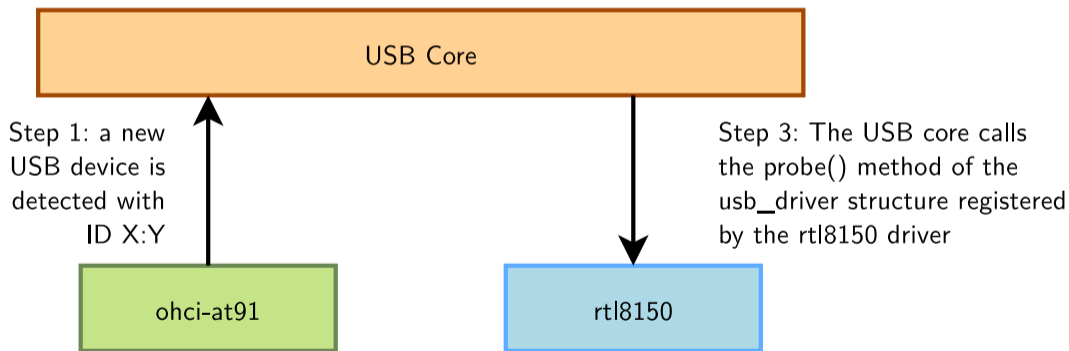 USB Core
Step 1: a new
USB device is
detected with
ID X:Y
Step 3: The USB core calls
the probe() method of the
usb_driver structure registered
by the rtl8150 driver
ohci-at91
rtl8150